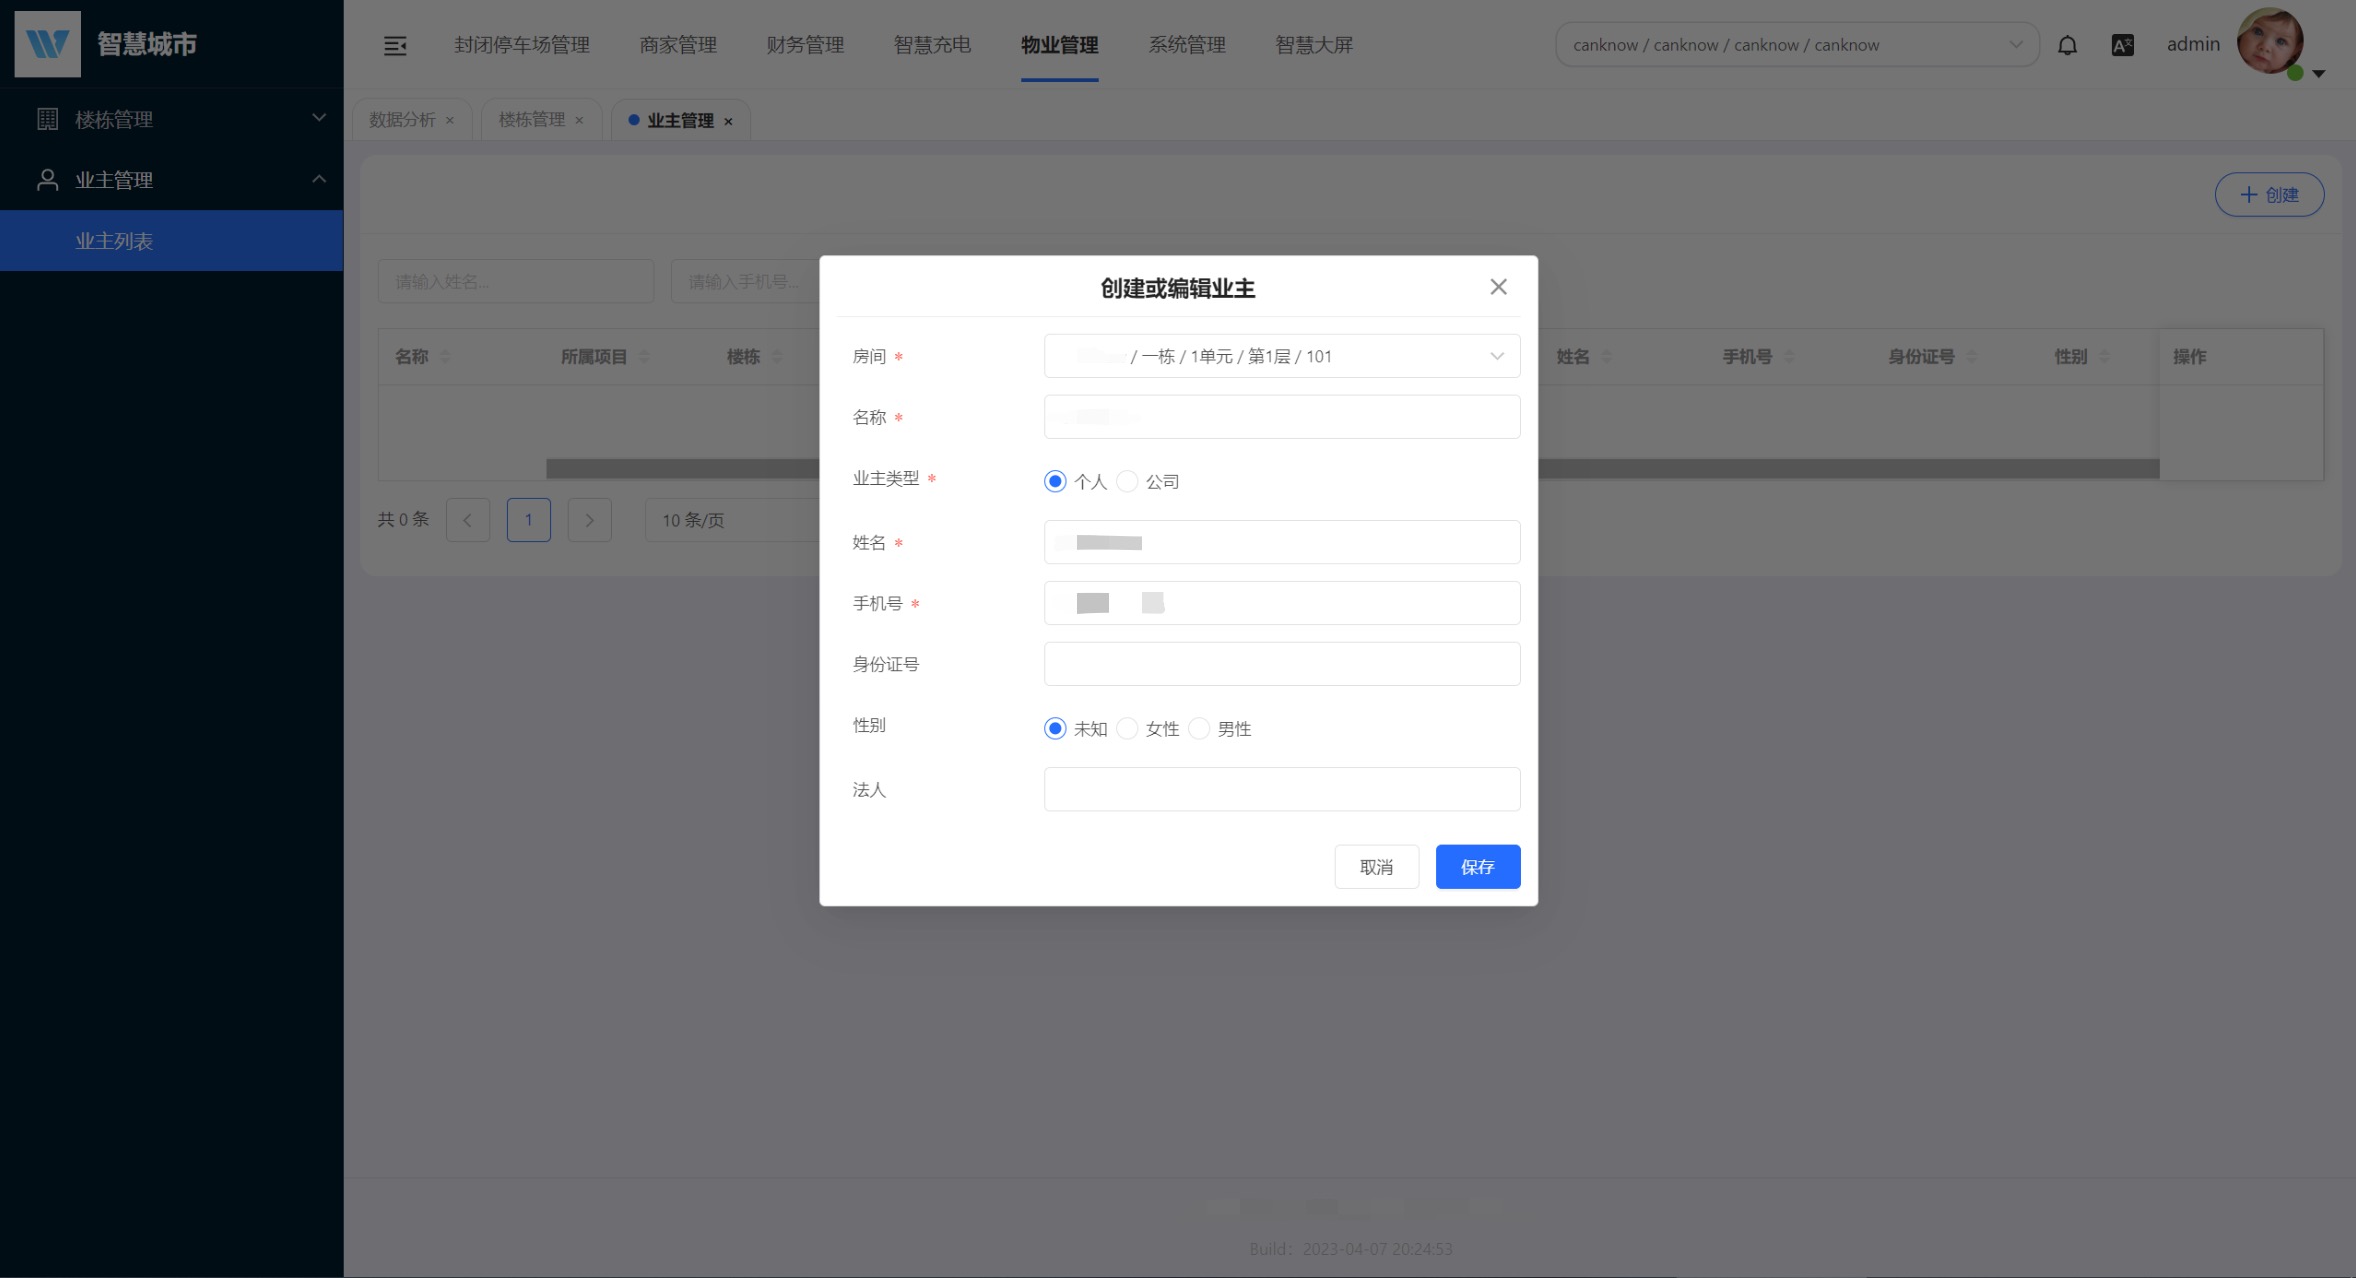 智慧城市
封闭停车场管理 商家管理 财务管理 智慧充电 物业管理 系统管理 智慧大屏 canknow / canknow / canknow / canknow admin
楼栋管理
业主管理
业主列表
数据分析 × 楼栋管理 × 业主管理 ×
+ 创建
请输入姓名... 请输入手机号...
名称 所属项目 楼栋 姓名 手机号 身份证号 性别 操作
共 0 条 1 10 条/页
创建或编辑业主
房间 * / 一栋 / 1单元 / 第1层 / 101
名称 *
业主类型 * 个人 公司
姓名 *
手机号 *
身份证号
性别 未知 女性 男性
法人
取消 保存
Build：2023-04-07 20:24:53